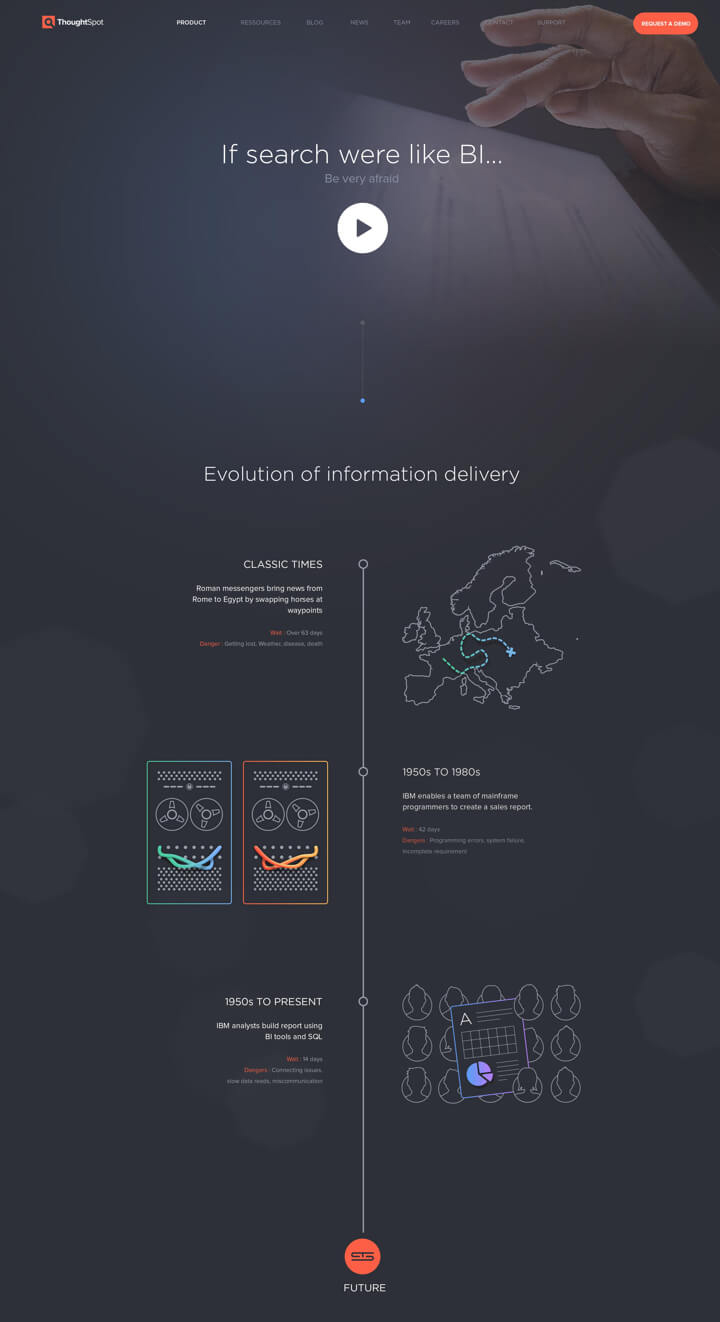 ThoughtSpot
PRODUCT
RESSOURCES
BLOG
NEWS
TEAM
CAREERS
CONTACT
SUPPORT
REQUEST A DEMO
If search were like BI...
Be very afraid
Evolution of information delivery
CLASSIC TIMES
Roman messengers bring news from
Rome to Egypt by swapping horses at
waypoints
Wait : Over 63 days
Danger : Getting lost, Weather, disease, death
1950s TO 1980s
IBM enables a team of mainframe
programmers to create a sales report.
Wait : 42 days
Dangers : Programming errors, system failure,
incomplete requirement
1950s TO PRESENT
IBM analysts build report using
BI tools and SQL
Wait : 14 days
Dangers : Connecting issues,
slow data reads, miscommunication
A
FUTURE